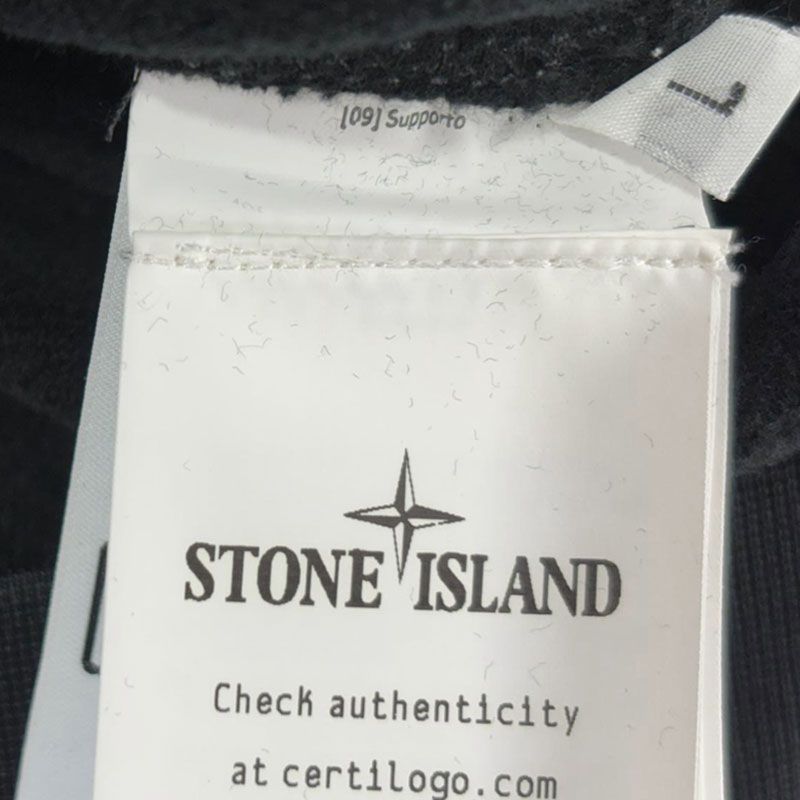 [09] Supporto
L
STONE ISLAND
Check authenticity
at certilogo.com